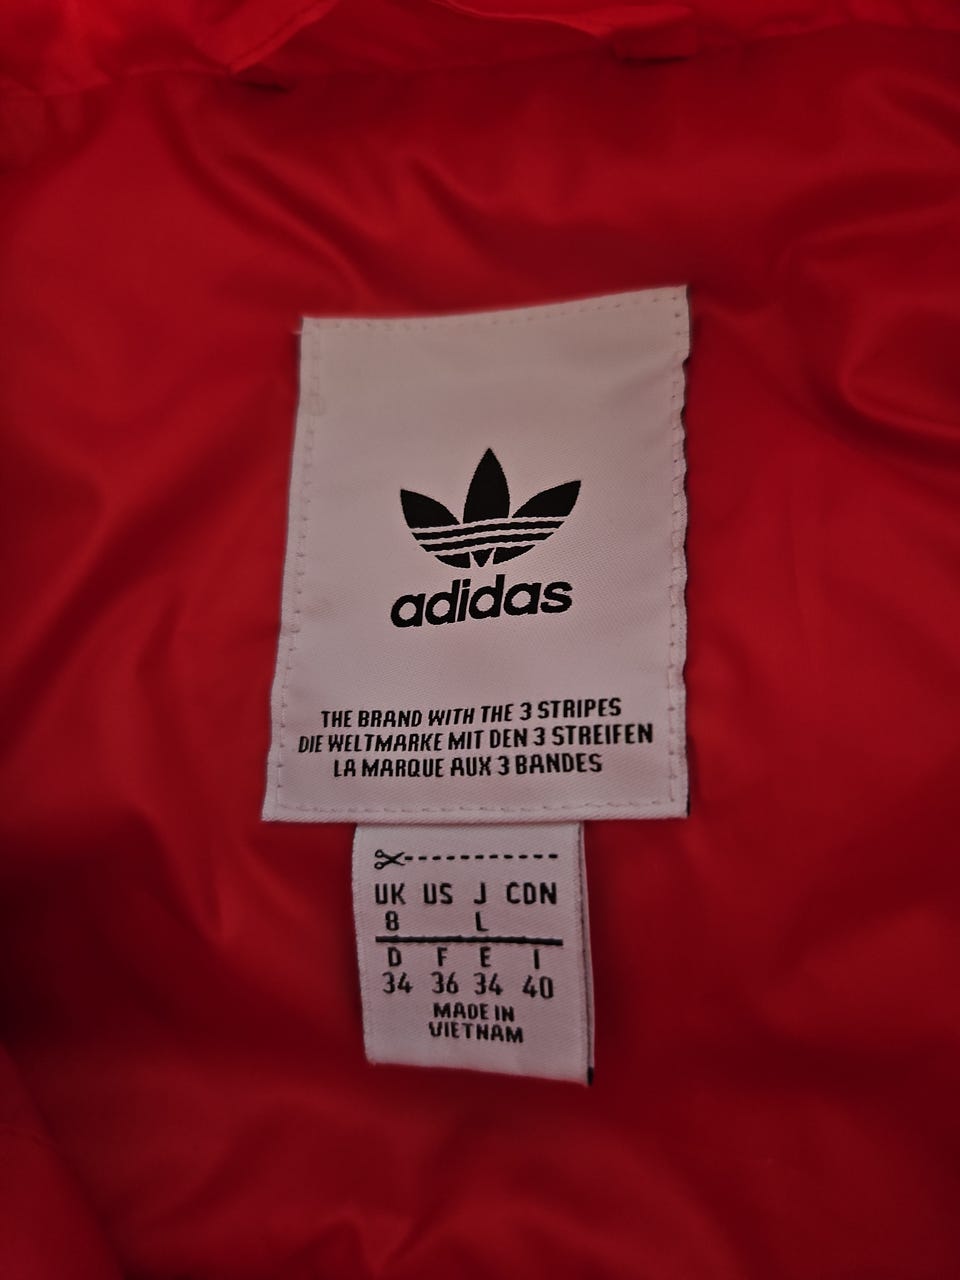 adidas
THE BRAND WITH THE 3 STRIPES
DIE WELTMARKE MIT DEN 3 STREIFEN
LA MARQUE AUX 3 BANDES
UK US J CDN
8 L
D F E I
34 36 34 40
MADE IN
VIETNAM